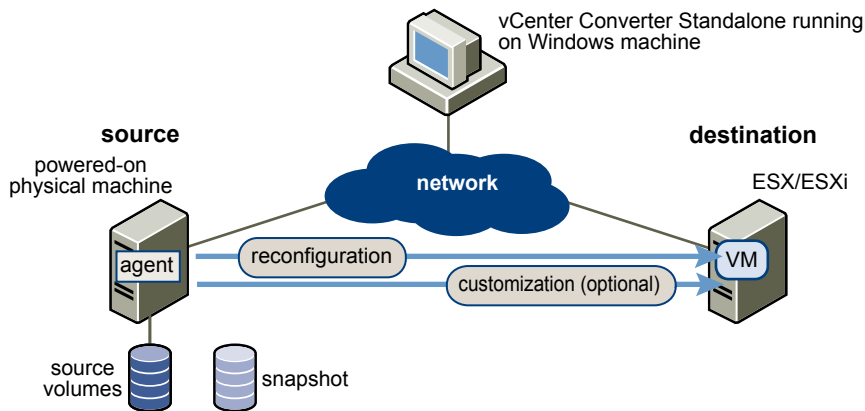 vCenter Converter Standalone running
on Windows machine
source
powered-on
physical machine
network
destination
ESX/ESXi
agent
reconfiguration
VM
customization (optional)
source
volumes
snapshot